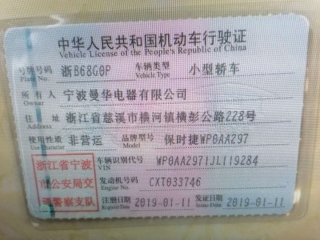 中华人民共和国机动车行驶证
Vehicle License of the People's Republic of China
号牌号码 浙B68G0P 车辆类型 小型轿车
Plate No. Vehicle Type
所有人 宁波曼华电器有限公司
Owner
住址 浙江省慈溪市横河镇横彭公路228号
Address
使用性质 非营运 品牌型号 保时捷WP0AA297
Use Character Model
浙江省宁波市公安局交通警察支队
车辆识别代号 WP0AA2971JL119284
VIN
发动机号码 CXT033746
Engine No.
注册日期 2019-01-11 发证日期 2019-01-11
Register Date Issue Date